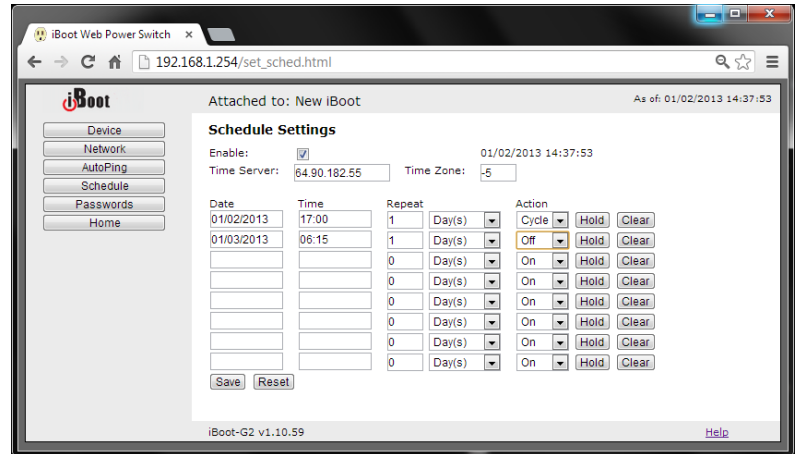 iBoot Web Power Switch ×
192.168.1.254/set_sched.html
iBoot
Attached to: New iBoot
As of: 01/02/2013 14:37:53
Device
Network
AutoPing
Schedule
Passwords
Home
Schedule Settings
Enable: 01/02/2013 14:37:53
Time Server: 64.90.182.55 Time Zone: -5
Date Time Repeat Action
01/02/2013 17:00 1 Day(s) Cycle Hold Clear
01/03/2013 06:15 1 Day(s) Off Hold Clear
0 Day(s) On Hold Clear
0 Day(s) On Hold Clear
0 Day(s) On Hold Clear
0 Day(s) On Hold Clear
0 Day(s) On Hold Clear
0 Day(s) On Hold Clear
Save Reset
iBoot-G2 v1.10.59 Help